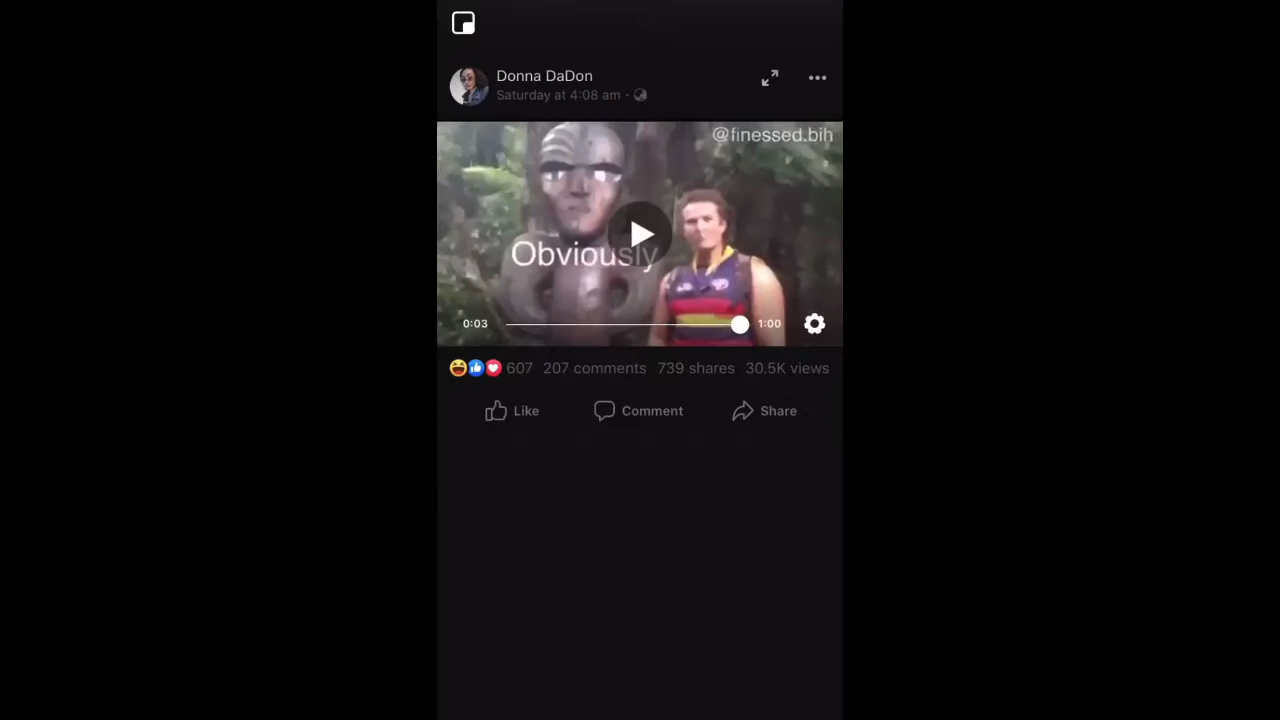 Donna DaDon
Saturday at 4:08 am ·
@finessed.bih
Obviously
0:03
1:00
607 207 comments 739 shares 30.5K views
Like Comment Share